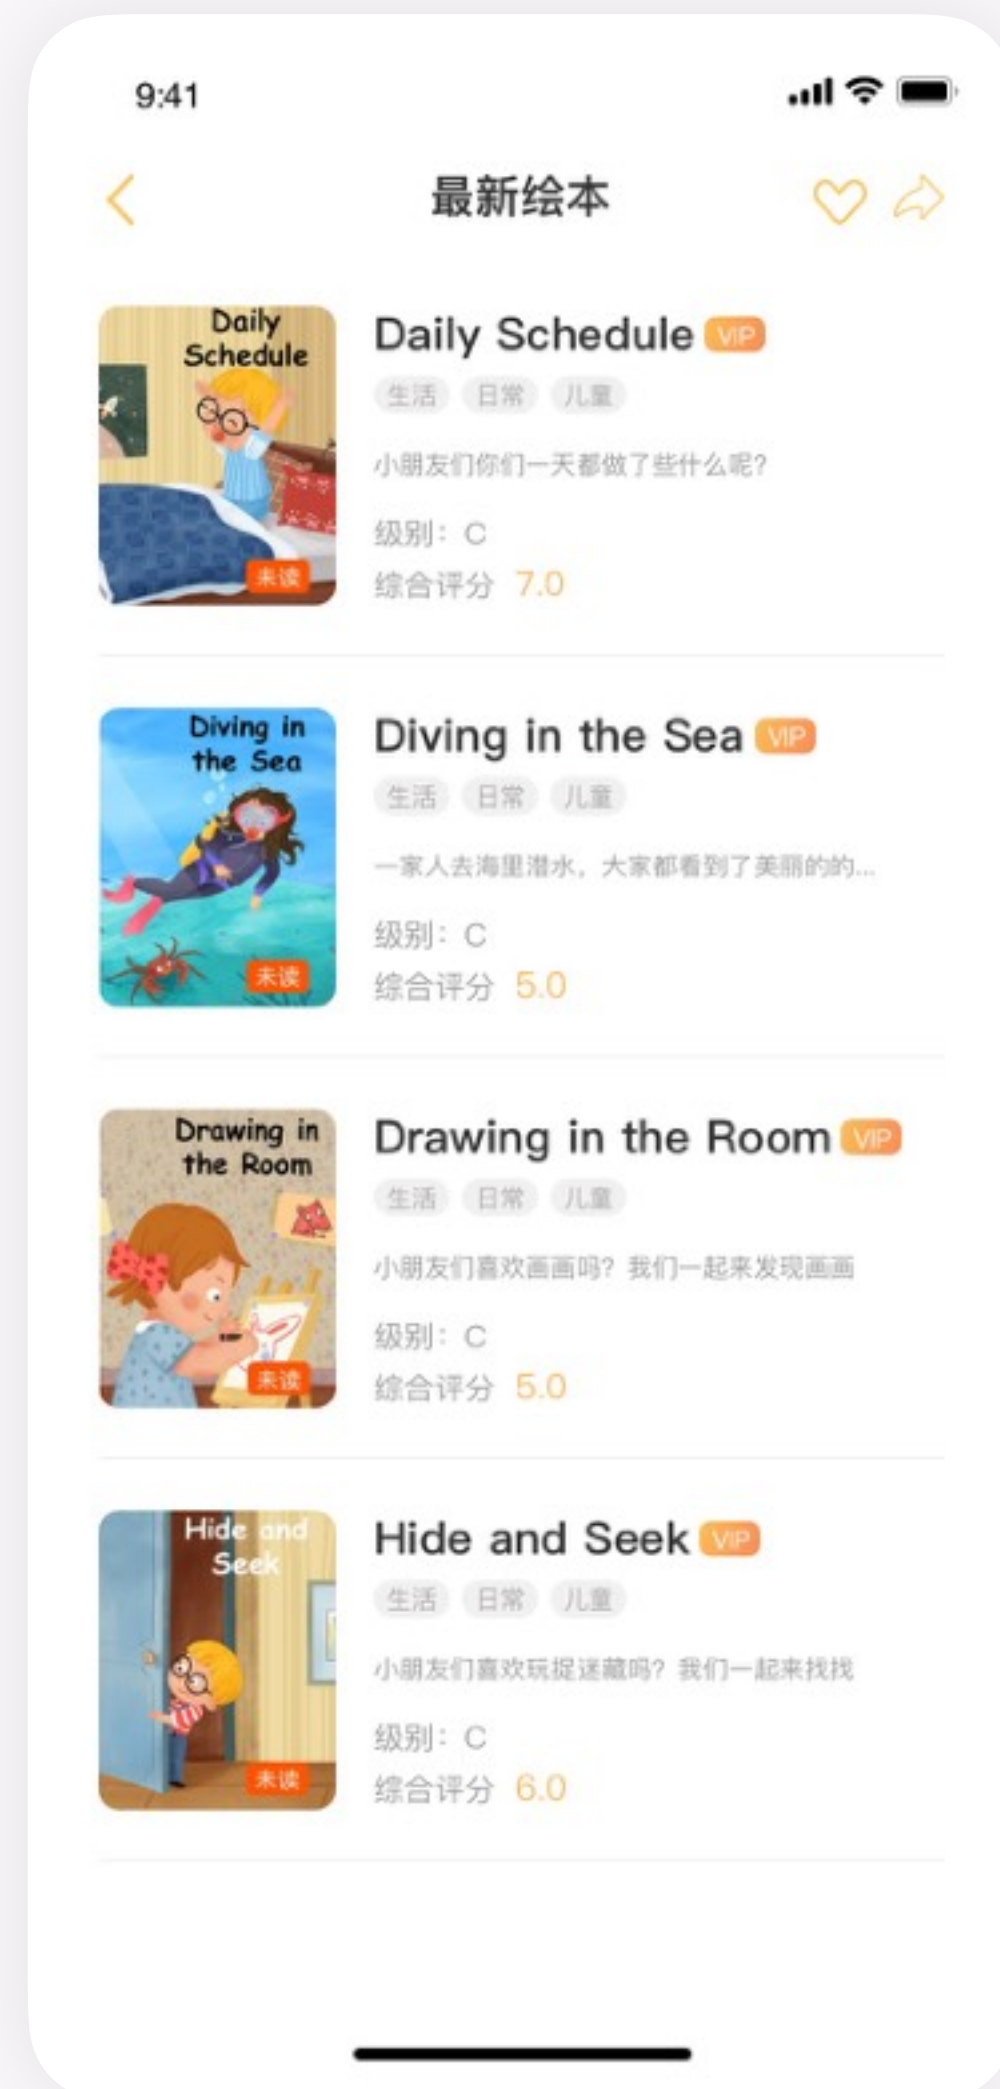 9:41
最新绘本
Daily
Schedule
未读
Daily Schedule VIP
生活 日常 儿童
小朋友们你们一天都做了些什么呢?
级别: C
综合评分 7.0
Diving in
the Sea
未读
Diving in the Sea VIP
生活 日常 儿童
一家人去海里潜水，大家都看到了美丽的的...
级别: C
综合评分 5.0
Drawing in
the Room
未读
Drawing in the Room VIP
生活 日常 儿童
小朋友们喜欢画画吗? 我们一起来发现画画
级别: C
综合评分 5.0
Hide and
Seek
未读
Hide and Seek VIP
生活 日常 儿童
小朋友们喜欢玩捉迷藏吗? 我们一起来找找
级别: C
综合评分 6.0